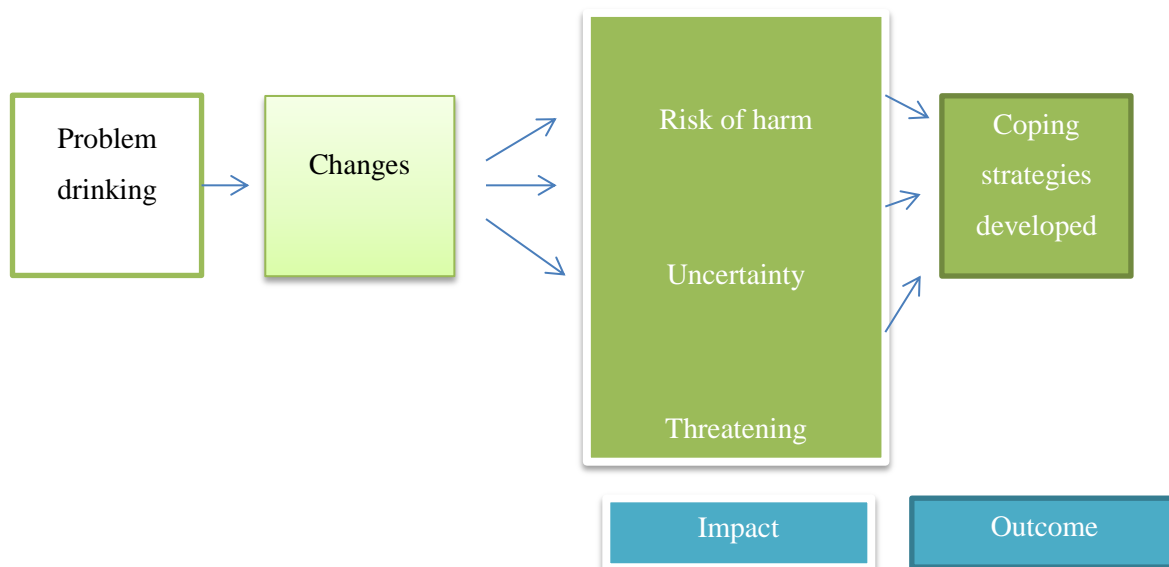 Problem
drinking
Changes
Risk of harm
Uncertainty
Threatening
Coping
strategies
developed
Impact
Outcome